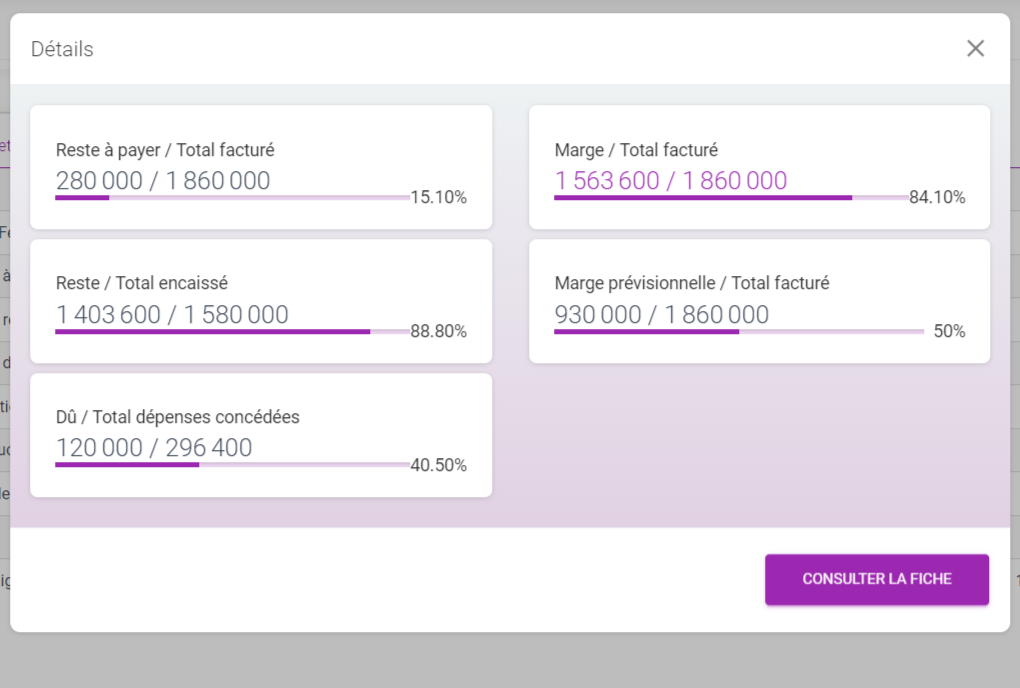 Détails
Reste à payer / Total facturé
280 000 / 1 860 000
15.10%
Marge / Total facturé
1 563 600 / 1 860 000
84.10%
Reste / Total encaissé
1 403 600 / 1 580 000
88.80%
Marge prévisionnelle / Total facturé
930 000 / 1 860 000
50%
Dû / Total dépenses concédées
120 000 / 296 400
40.50%
CONSULTER LA FICHE